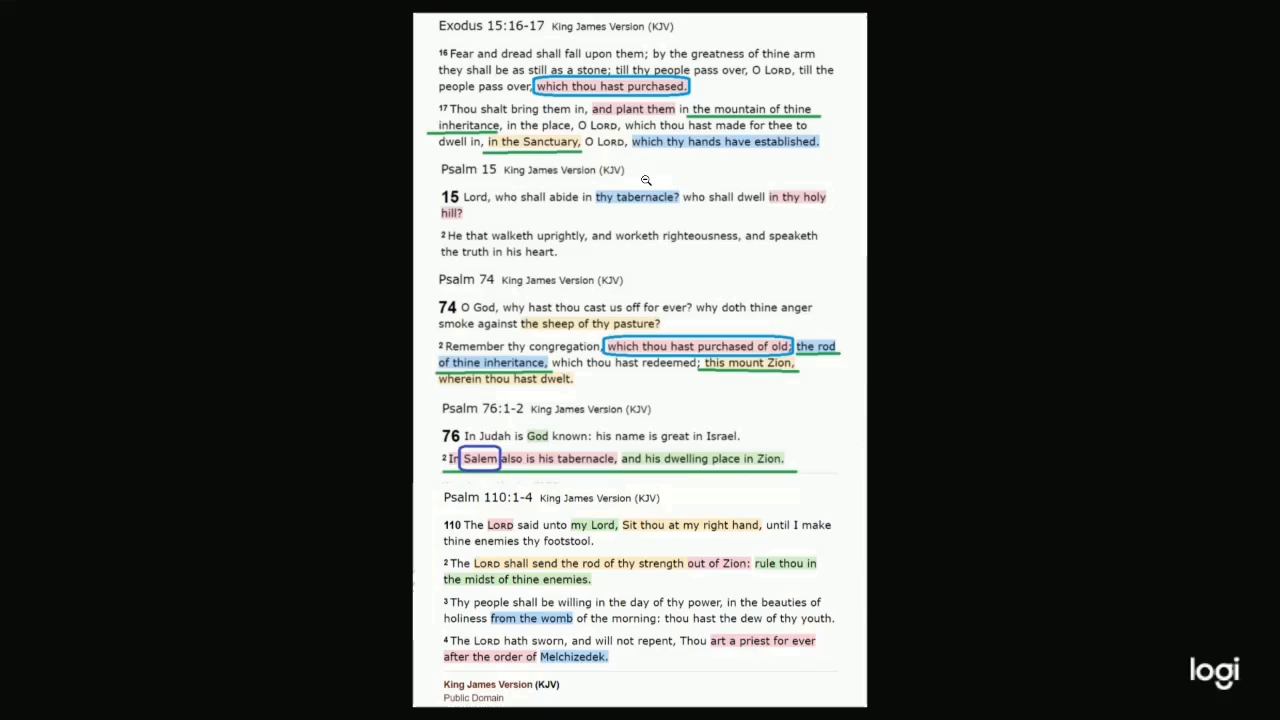 Exodus 15:16-17 King James Version (KJV)
16 Fear and dread shall fall upon them; by the greatness of thine arm
they shall be as still as a stone; till thy people pass over, O LORD, till the
people pass over, which thou hast purchased.
17 Thou shalt bring them in, and plant them in the mountain of thine
inheritance, in the place, O LORD, which thou hast made for thee to
dwell in, in the Sanctuary, O LORD, which thy hands have established.
Psalm 15 King James Version (KJV)
15 Lord, who shall abide in thy tabernacle? who shall dwell in thy holy
hill?
2 He that walketh uprightly, and worketh righteousness, and speaketh
the truth in his heart.
Psalm 74 King James Version (KJV)
74 O God, why hast thou cast us off for ever? why doth thine anger
smoke against the sheep of thy pasture?
2 Remember thy congregation, which thou hast purchased of old; the rod
of thine inheritance, which thou hast redeemed; this mount Zion,
wherein thou hast dwelt.
Psalm 76:1-2 King James Version (KJV)
76 In Judah is God known: his name is great in Israel.
2 In Salem also is his tabernacle, and his dwelling place in Zion.
Psalm 110:1-4 King James Version (KJV)
110 The LORD said unto my Lord, Sit thou at my right hand, until I make
thine enemies thy footstool.
2 The LORD shall send the rod of thy strength out of Zion: rule thou in
the midst of thine enemies.
3 Thy people shall be willing in the day of thy power, in the beauties of
holiness from the womb of the morning: thou hast the dew of thy youth.
4 The LORD hath sworn, and will not repent, Thou art a priest for ever
after the order of Melchizedek.
King James Version (KJV)
Public Domain
logi